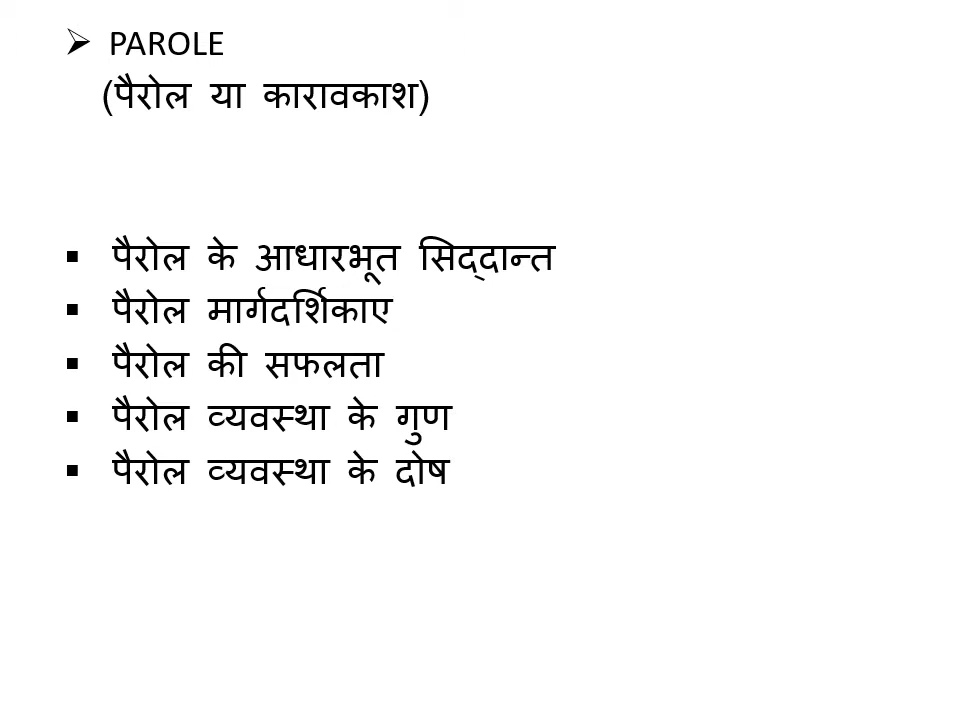 PAROLE
(पैरोल या कारावकाश)
पैरोल के आधारभूत सिद्‌दान्त
पैरोल मार्गदर्शिकाए
पैरोल की सफलता
पैरोल व्यवस्था के गुण
पैरोल व्यवस्था के दोष